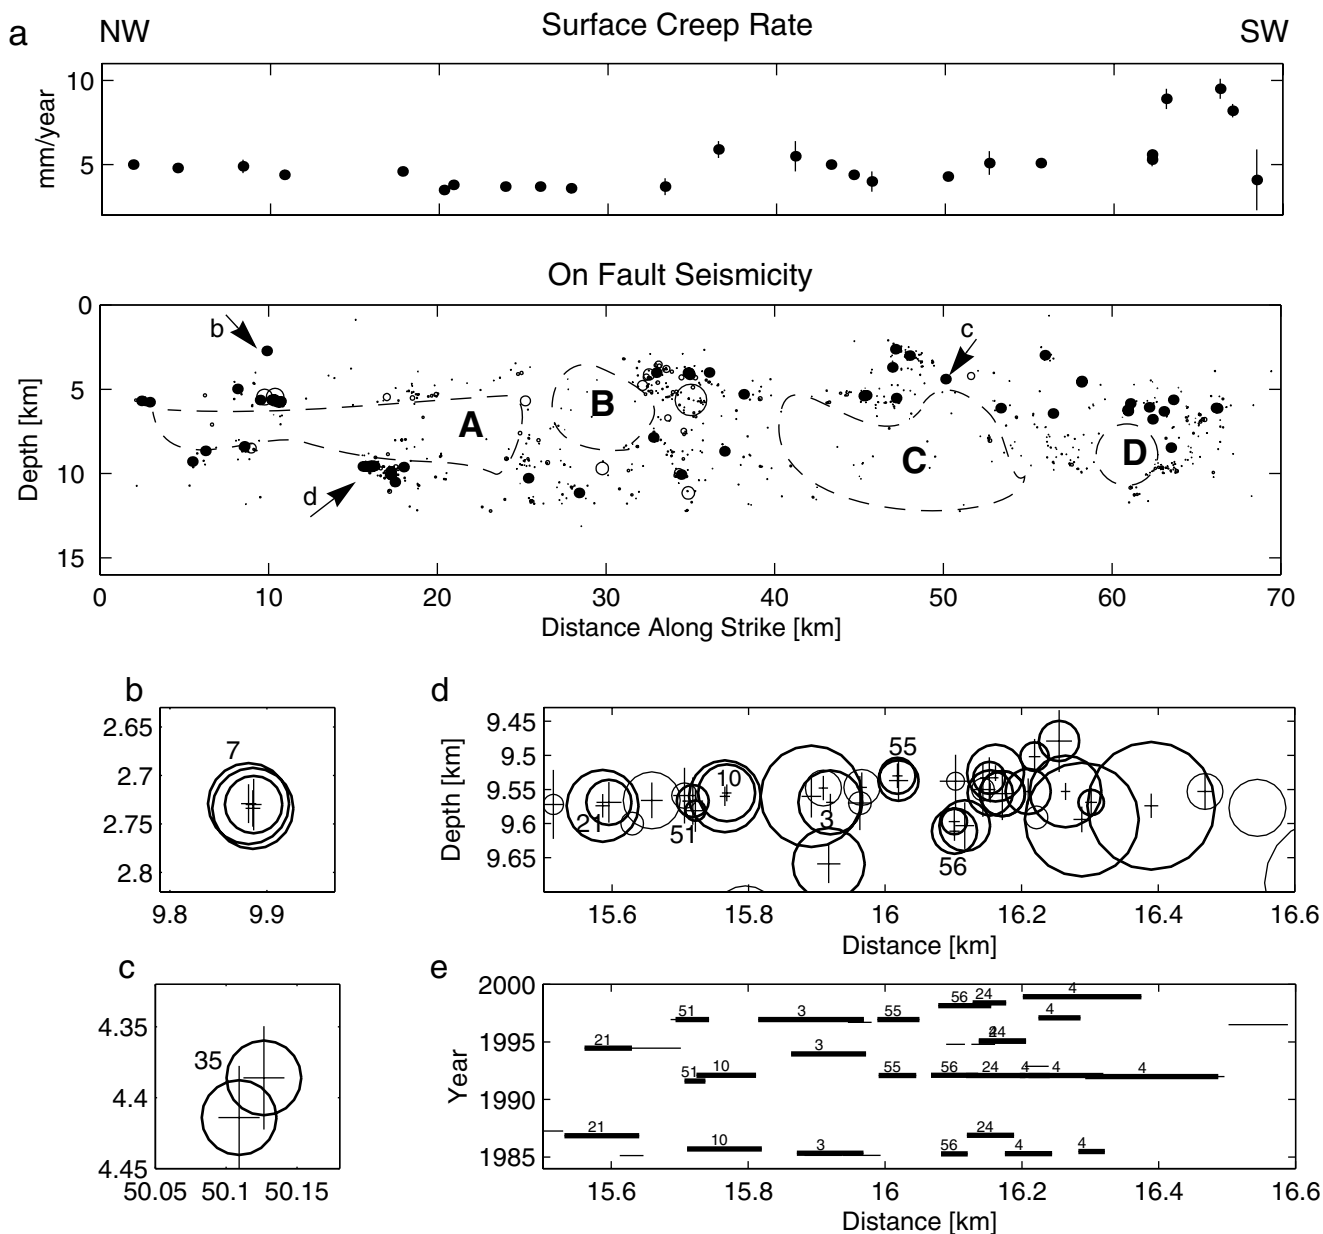 a
NW
Surface Creep Rate
SW
mm/year
10
5
On Fault Seismicity
Depth [km]
0
5
10
15
b
c
d
A
B
C
D
0 10 20 30 40 50 60 70
Distance Along Strike [km]
b
2.65
2.7
2.75
2.8
7
9.8 9.9
d
Depth [km]
9.45
9.5
9.55
9.6
9.65
21
51
10
3
55
56
15.6 15.8 16 16.2 16.4 16.6
Distance [km]
c
4.35
4.4
4.45
35
50.05 50.1 50.15
e
Year
2000
1995
1990
1985
51 3 55 56 24 4
4
21 3 24
51 10 55 56 24 4 4 4
21 10 3 56 24 4 4
15.6 15.8 16 16.2 16.4 16.6
Distance [km]